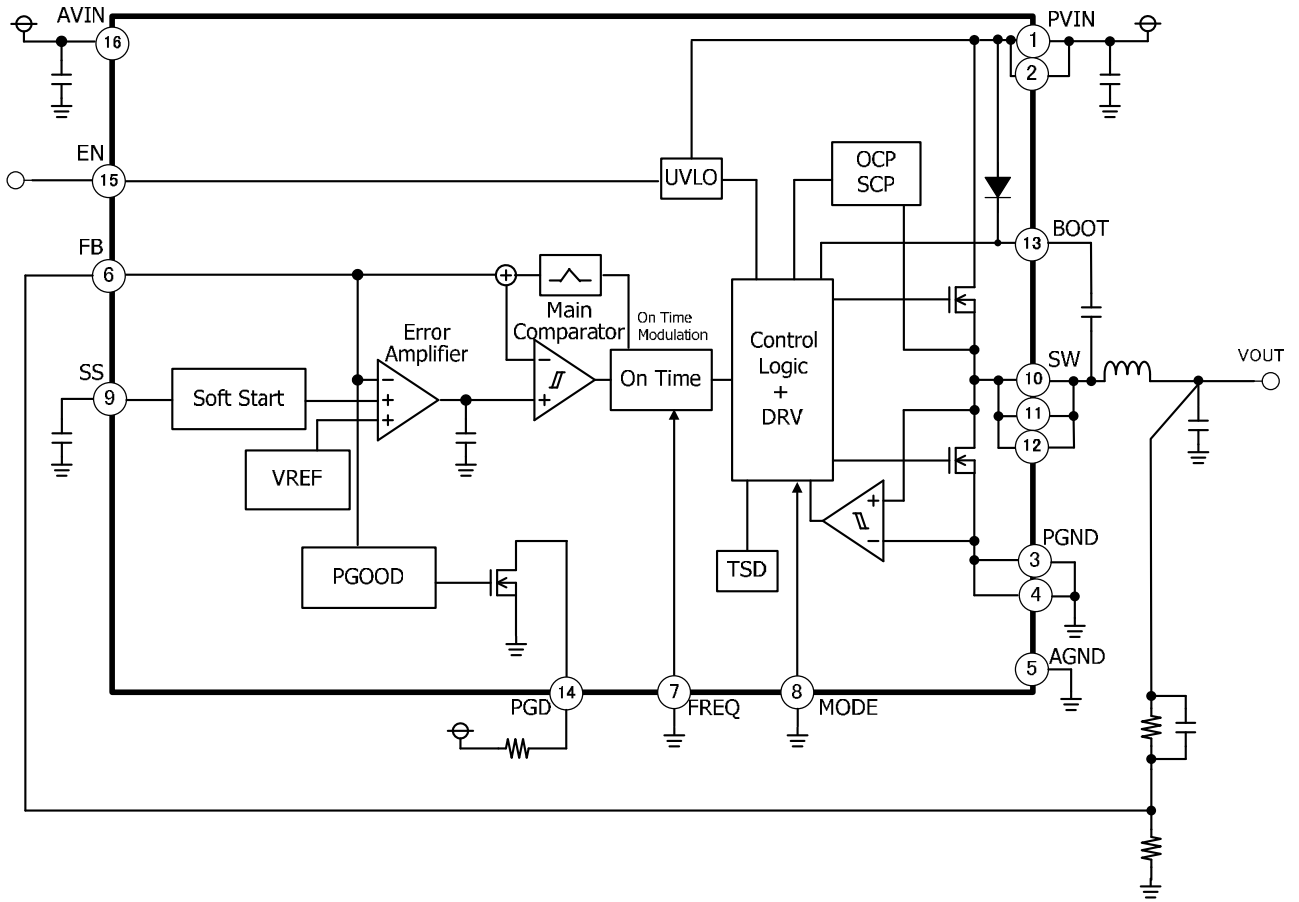 AVIN
16
PVIN
1
2
EN
15
UVLO
OCP
SCP
BOOT
13
FB
6
+
Main
Comparator
On Time
Modulation
Error
Amplifier
Control
Logic
+
DRV
SS
9
Soft Start
−
+
+
−
+
On Time
SW
10
11
12
VOUT
VREF
+
−
PGOOD
TSD
PGND
3
4
5
AGND
14
PGD
7
FREQ
8
MODE